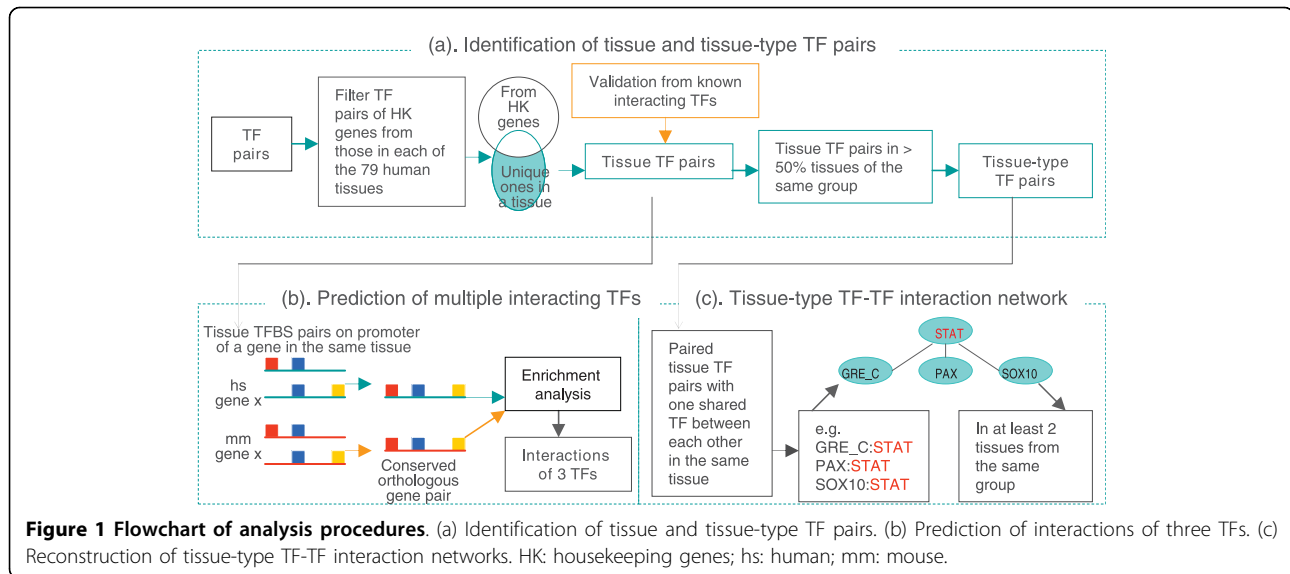 (a). Identification of tissue and tissue-type TF pairs
TF
pairs
Filter TF
pairs of HK
genes from
those in each of
the 79 human
tissues
From
HK
genes
Unique
ones in
a tissue
Validation from known
interacting TFs
Tissue TF pairs
Tissue TF pairs in >
50% tissues of the
same group
Tissue-type
TF pairs
(b). Prediction of multiple interacting TFs
Tissue TFBS pairs on promoter
of a gene in the same tissue
hs
gene x
mm
gene x
Conserved
orthologous
gene pair
Enrichment
analysis
Interactions
of 3 TFs
(c). Tissue-type TF-TF interaction network
Paired
tissue TF
pairs with
one shared
TF between
each other
in the same
tissue
STAT
GRE_C
PAX
SOX10
e.g.
GRE_C:STAT
PAX:STAT
SOX10:STAT
In at least 2
tissues from
the same
group
Figure 1 Flowchart of analysis procedures. (a) Identification of tissue and tissue-type TF pairs. (b) Prediction of interactions of three TFs. (c)
Reconstruction of tissue-type TF-TF interaction networks. HK: housekeeping genes; hs: human; mm: mouse.